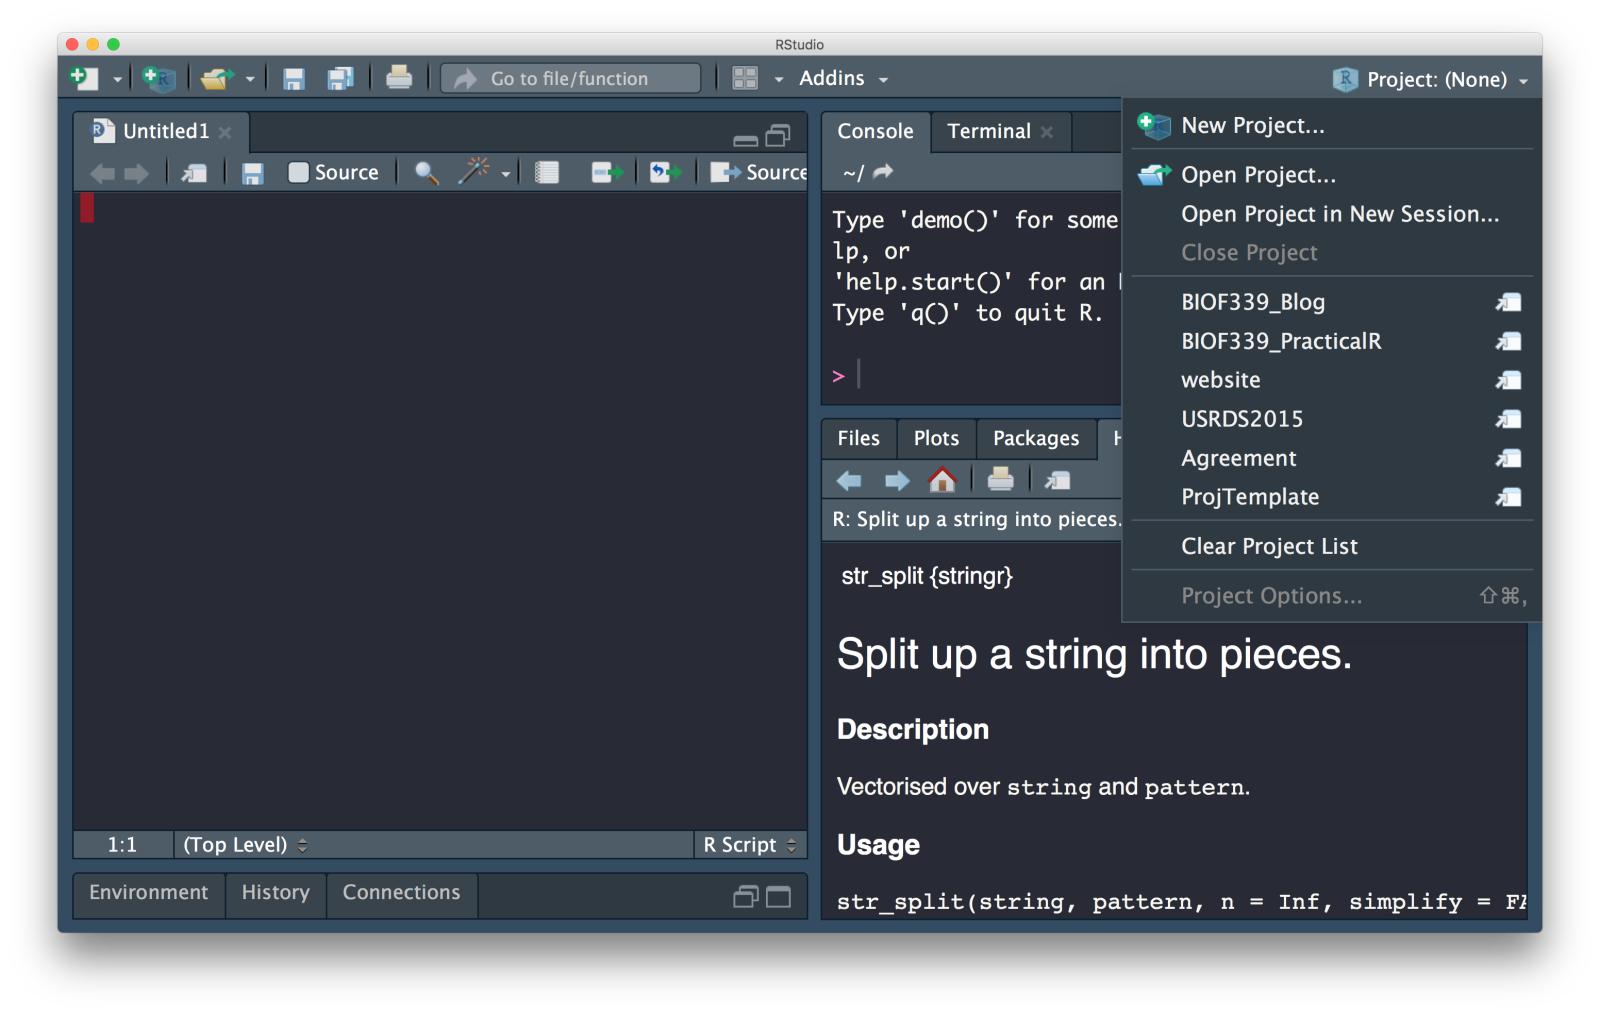 RStudio
Go to file/function
Addins
Project: (None)
Untitled1
Source
Source
1:1
(Top Level)
R Script
Environment
History
Connections
Console
Terminal
~/
Type 'demo()' for some
lp, or
'help.start()' for an
Type 'q()' to quit R.
>
Files
Plots
Packages
R: Split up a string into pieces.
str_split {stringr}
Split up a string into pieces.
Description
Vectorised over string and pattern.
Usage
str_split(string, pattern, n = Inf, simplify = FA
New Project...
Open Project...
Open Project in New Session...
Close Project
BIOF339_Blog
BIOF339_PracticalR
website
USRDS2015
Agreement
ProjTemplate
Clear Project List
Project Options... ⇧⌘,